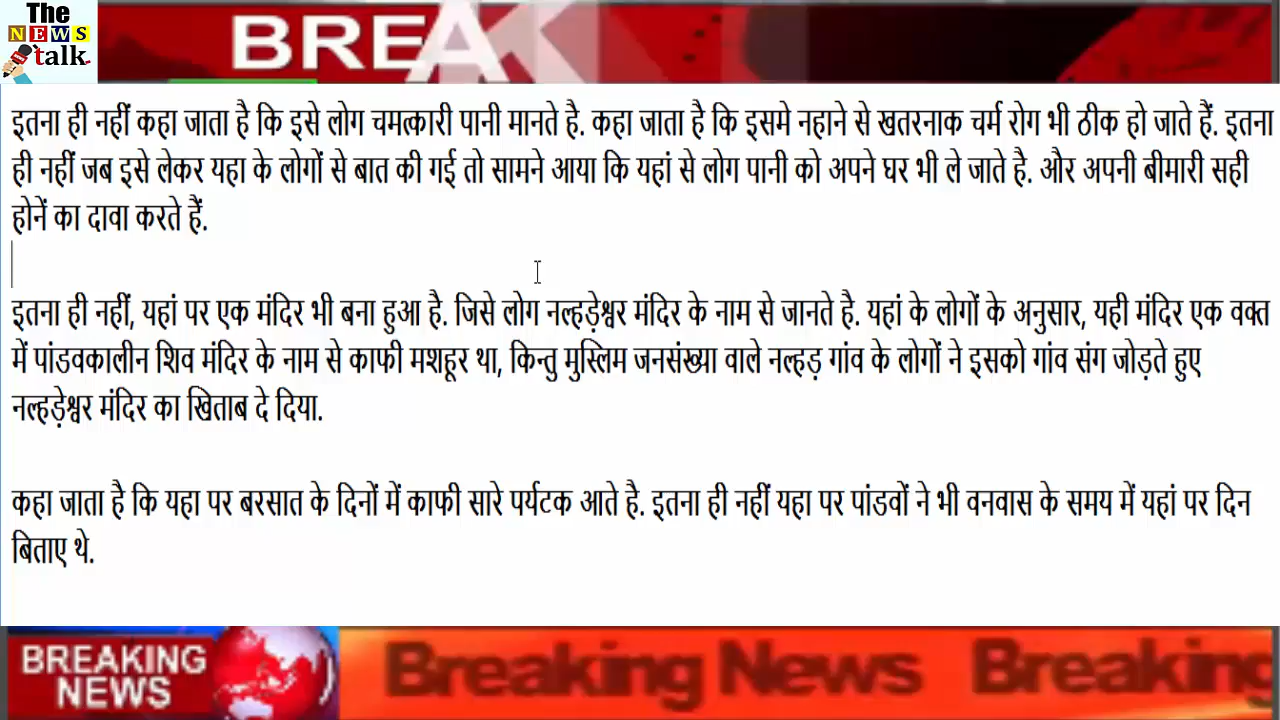 The
NEWS
talk.
BREA
इतना ही नहीं कहा जाता है कि इसे लोग चमत्कारी पानी मानते है. कहा जाता है कि इसमे नहाने से खतरनाक चर्म रोग भी ठीक हो जाते हैं. इतना
ही नहीं जब इसे लेकर यहा के लोगों से बात की गई तो सामने आया कि यहां से लोग पानी को अपने घर भी ले जाते है. और अपनी बीमारी सही
होनें का दावा करते हैं.
इतना ही नहीं, यहां पर एक मंदिर भी बना हुआ है. जिसे लोग नल्हड़ेश्वर मंदिर के नाम से जानते है. यहां के लोगों के अनुसार, यही मंदिर एक वक्त
में पांडवकालीन शिव मंदिर के नाम से काफी मशहूर था, किन्तु मुस्लिम जनसंख्या वाले नल्हड़ गांव के लोगों ने इसको गांव संग जोड़ते हुए
नल्हड़ेश्वर मंदिर का खिताब दे दिया.
कहा जाता है कि यहा पर बरसात के दिनों में काफी सारे पर्यटक आते है. इतना ही नहीं यहा पर पांडवों ने भी वनवास के समय में यहां पर दिन
बिताए थे.
BREAKING
NEWS
Breaking News
Breaking